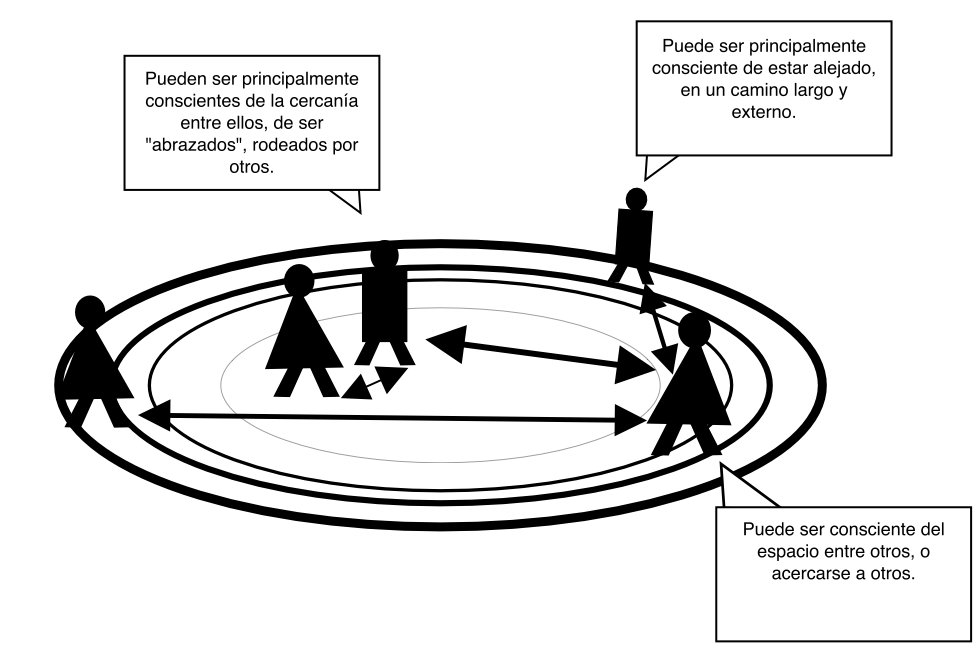 Pueden ser principalmente
conscientes de la cercanía
entre ellos, de ser
"abrazados", rodeados por
otros.
Puede ser principalmente
consciente de estar alejado,
en un camino largo y
externo.
Puede ser consciente del
espacio entre otros, o
acercarse a otros.